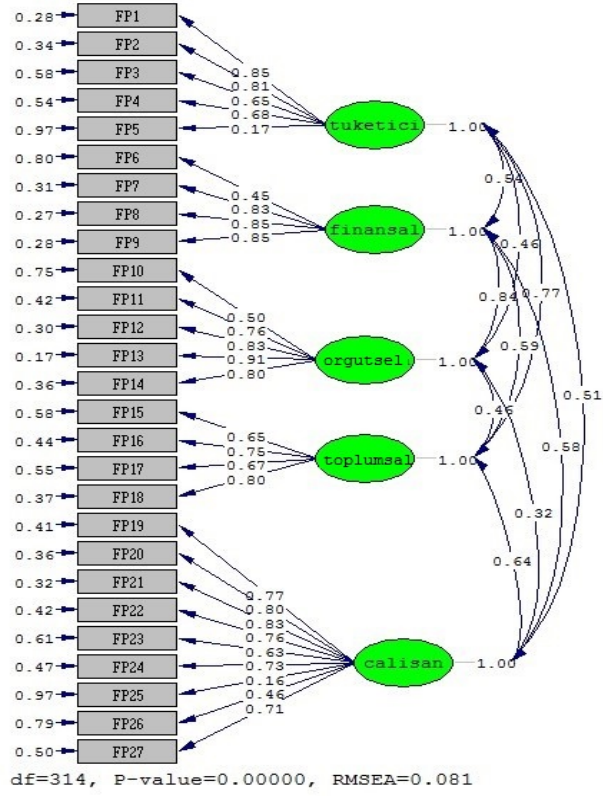 0.28 FP1
0.34 FP2
0.58 FP3
0.54 FP4
0.97 FP5
0.80 FP6
0.31 FP7
0.27 FP8
0.28 FP9
0.75 FP10
0.42 FP11
0.30 FP12
0.17 FP13
0.36 FP14
0.58 FP15
0.44 FP16
0.55 FP17
0.37 FP18
0.41 FP19
0.36 FP20
0.32 FP21
0.42 FP22
0.61 FP23
0.47 FP24
0.97 FP25
0.79 FP26
0.50 FP27
0.85
0.81
0.65
0.68
0.17
0.45
0.83
0.85
0.85
0.50
0.76
0.83
0.91
0.80
0.65
0.75
0.67
0.80
0.77
0.80
0.83
0.76
0.63
0.73
0.16
0.46
0.71
tuketici 1.00
finansal 1.00
orgutsel 1.00
toplumsal 1.00
calisan 1.00
0.54
0.46
0.84
0.77
0.59
0.46
0.51
0.58
0.32
0.64
df=314, P-value=0.00000, RMSEA=0.081